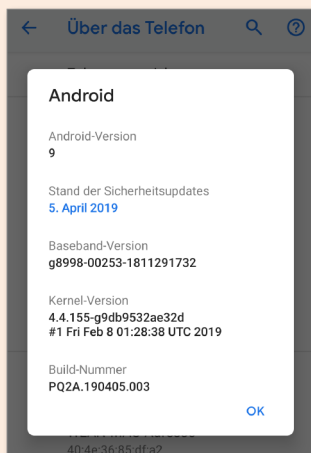 Über das Telefon
Android
Android-Version
9
Stand der Sicherheitsupdates
5. April 2019
Baseband-Version
g8998-00253-1811291732
Kernel-Version
4.4.155-g9db9532ae32d
#1 Fri Feb 8 01:28:38 UTC 2019
Build-Nummer
PQ2A.190405.003
OK
40:4e:36:85:df:a2